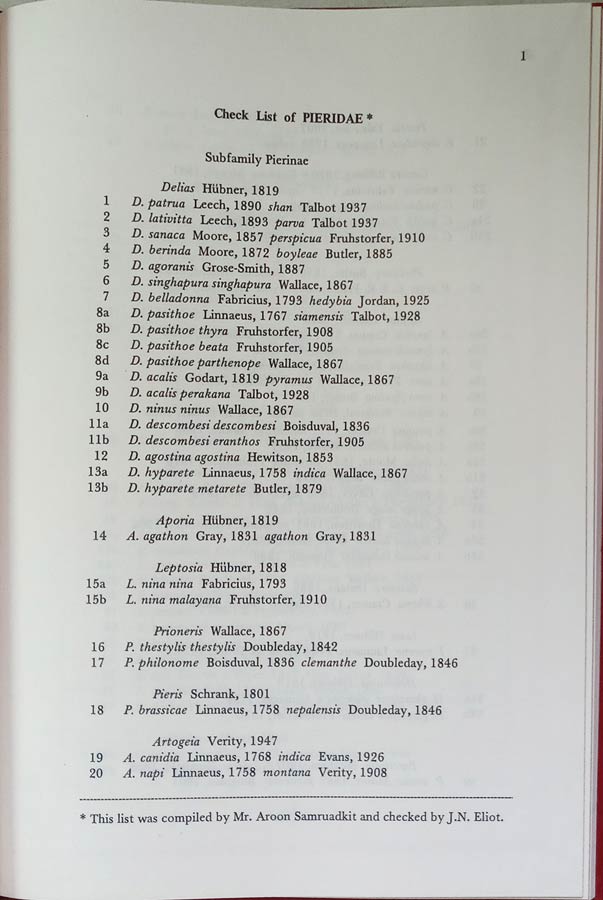 1
Check List of PIERIDAE *
Subfamily Pierinae
Delias Hübner, 1819
1 D. patrua Leech, 1890 shan Talbot 1937
2 D. lativitta Leech, 1893 parva Talbot 1937
3 D. sanaca Moore, 1857 perspicua Fruhstorfer, 1910
4 D. berinda Moore, 1872 boyleae Butler, 1885
5 D. agoranis Grose-Smith, 1887
6 D. singhapura singhapura Wallace, 1867
7 D. belladonna Fabricius, 1793 hedybia Jordan, 1925
8a D. pasithoe Linnaeus, 1767 siamensis Talbot, 1928
8b D. pasithoe thyra Fruhstorfer, 1908
8c D. pasithoe beata Fruhstorfer, 1905
8d D. pasithoe parthenope Wallace, 1867
9a D. acalis Godart, 1819 pyramus Wallace, 1867
9b D. acalis perakana Talbot, 1928
10 D. ninus ninus Wallace, 1867
11a D. descombesi descombesi Boisduval, 1836
11b D. descombesi eranthos Fruhstorfer, 1905
12 D. agostina agostina Hewitson, 1853
13a D. hyparete Linnaeus, 1758 indica Wallace, 1867
13b D. hyparete metarete Butler, 1879
Aporia Hübner, 1819
14 A. agathon Gray, 1831 agathon Gray, 1831
Leptosia Hübner, 1818
15a L. nina nina Fabricius, 1793
15b L. nina malayana Fruhstorfer, 1910
Prioneris Wallace, 1867
16 P. thestylis thestylis Doubleday, 1842
17 P. philonome Boisduval, 1836 clemanthe Doubleday, 1846
Pieris Schrank, 1801
18 P. brassicae Linnaeus, 1758 nepalensis Doubleday, 1846
Artogeia Verity, 1947
19 A. canidia Linnaeus, 1768 indica Evans, 1926
20 A. napi Linnaeus, 1758 montana Verity, 1908
* This list was compiled by Mr. Aroon Samruadkit and checked by J.N. Eliot.